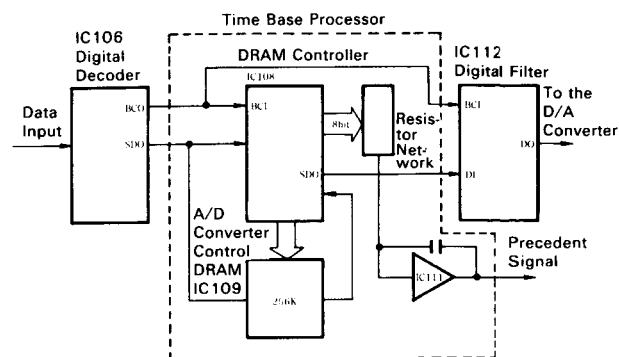 Time Base Processor
IC106
Digital
Decoder
DRAM Controller
IC108
IC112
Digital Filter
To the
D/A
Converter
Data
Input
BCO
BCI
8bit
BCI
Resis
tor
Net-
work
SDO
SDO
DI
DO
A/D
Converter
Control
DRAM
IC109
256K
IC111
Precedent
Signal